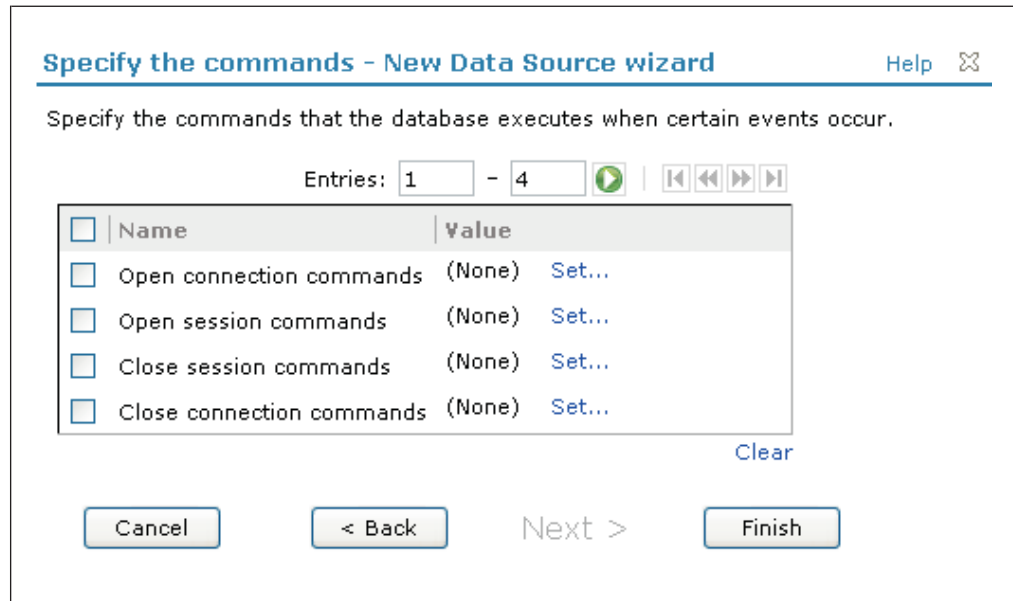 Specify the commands - New Data Source wizard Help
Specify the commands that the database executes when certain events occur.
Entries: 1 - 4
Name Value
Open connection commands (None) Set...
Open session commands (None) Set...
Close session commands (None) Set...
Close connection commands (None) Set...
Clear
Cancel < Back Next > Finish